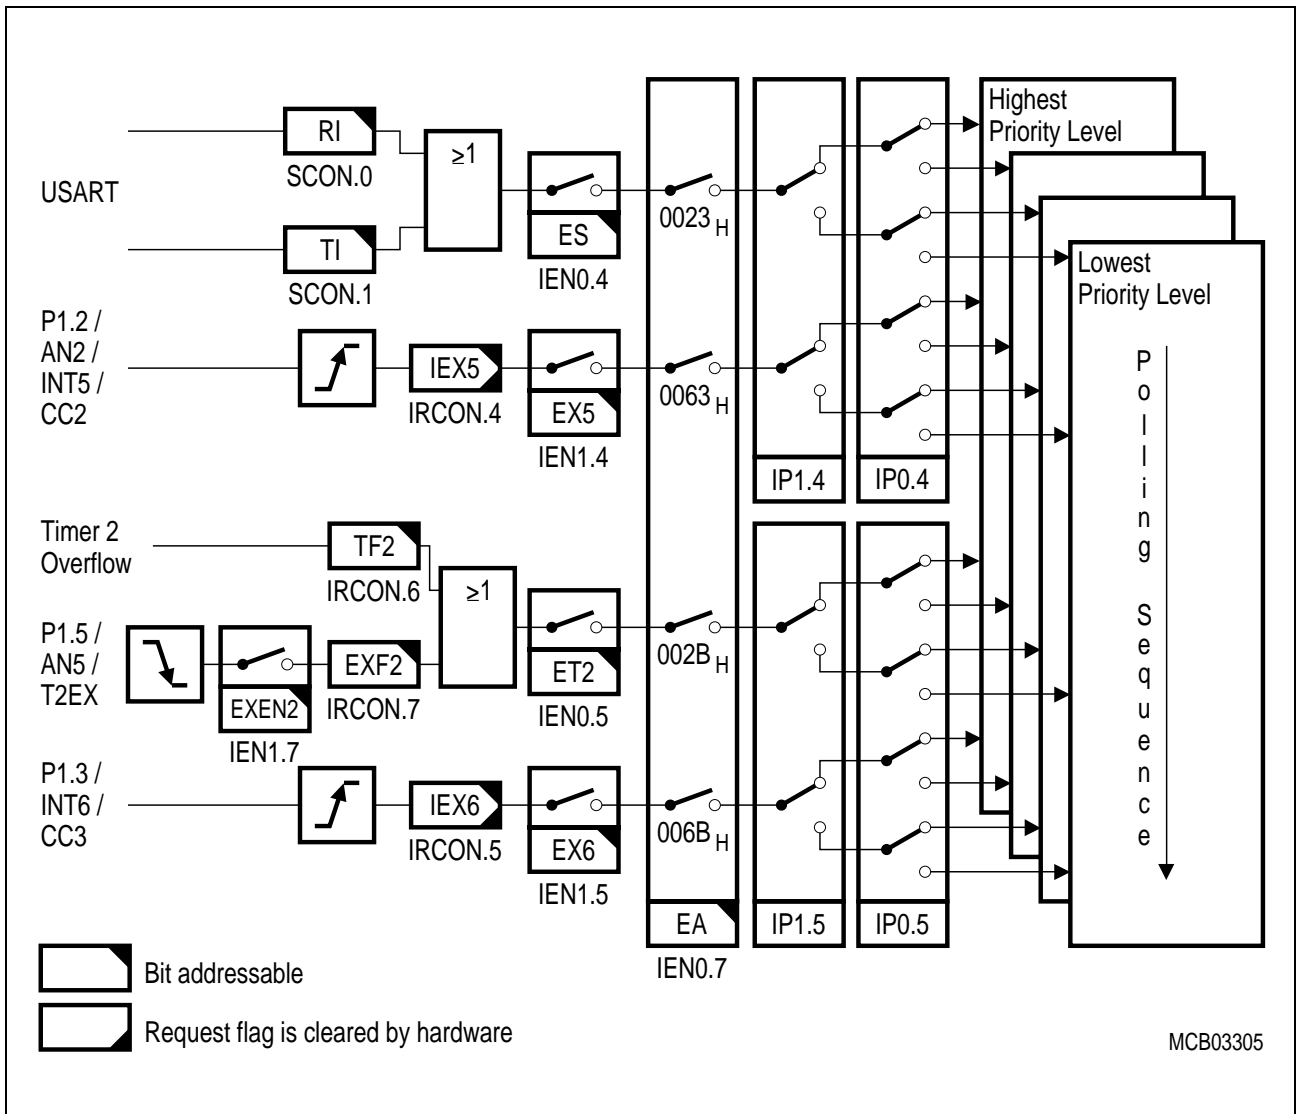 USART
RI
SCON.0
TI
SCON.1
≥1
ES
IEN0.4
0023 H
P1.2 /
AN2 /
INT5 /
CC2
IEX5
IRCON.4
EX5
IEN1.4
0063 H
IP1.4
IP0.4
Highest
Priority Level
Lowest
Priority Level
Polling Sequence
Timer 2
Overflow
TF2
IRCON.6
≥1
P1.5 /
AN5 /
T2EX
EXEN2
IEN1.7
EXF2
IRCON.7
ET2
IEN0.5
002B H
P1.3 /
INT6 /
CC3
IEX6
IRCON.5
EX6
IEN1.5
006B H
EA
IEN0.7
IP1.5
IP0.5
Bit addressable
Request flag is cleared by hardware
MCB03305